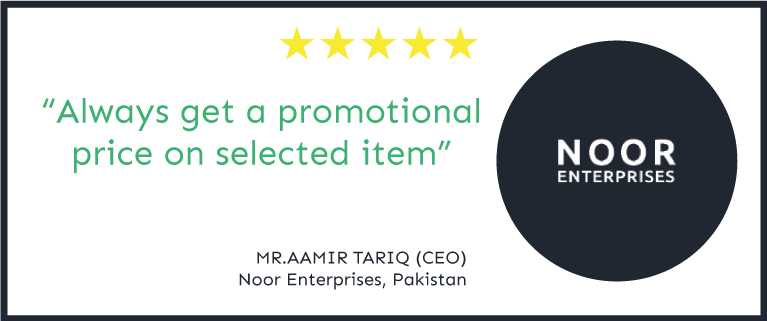 “Always get a promotional
price on selected item”
NOOR
ENTERPRISES
MR.AAMIR TARIQ (CEO)
Noor Enterprises, Pakistan